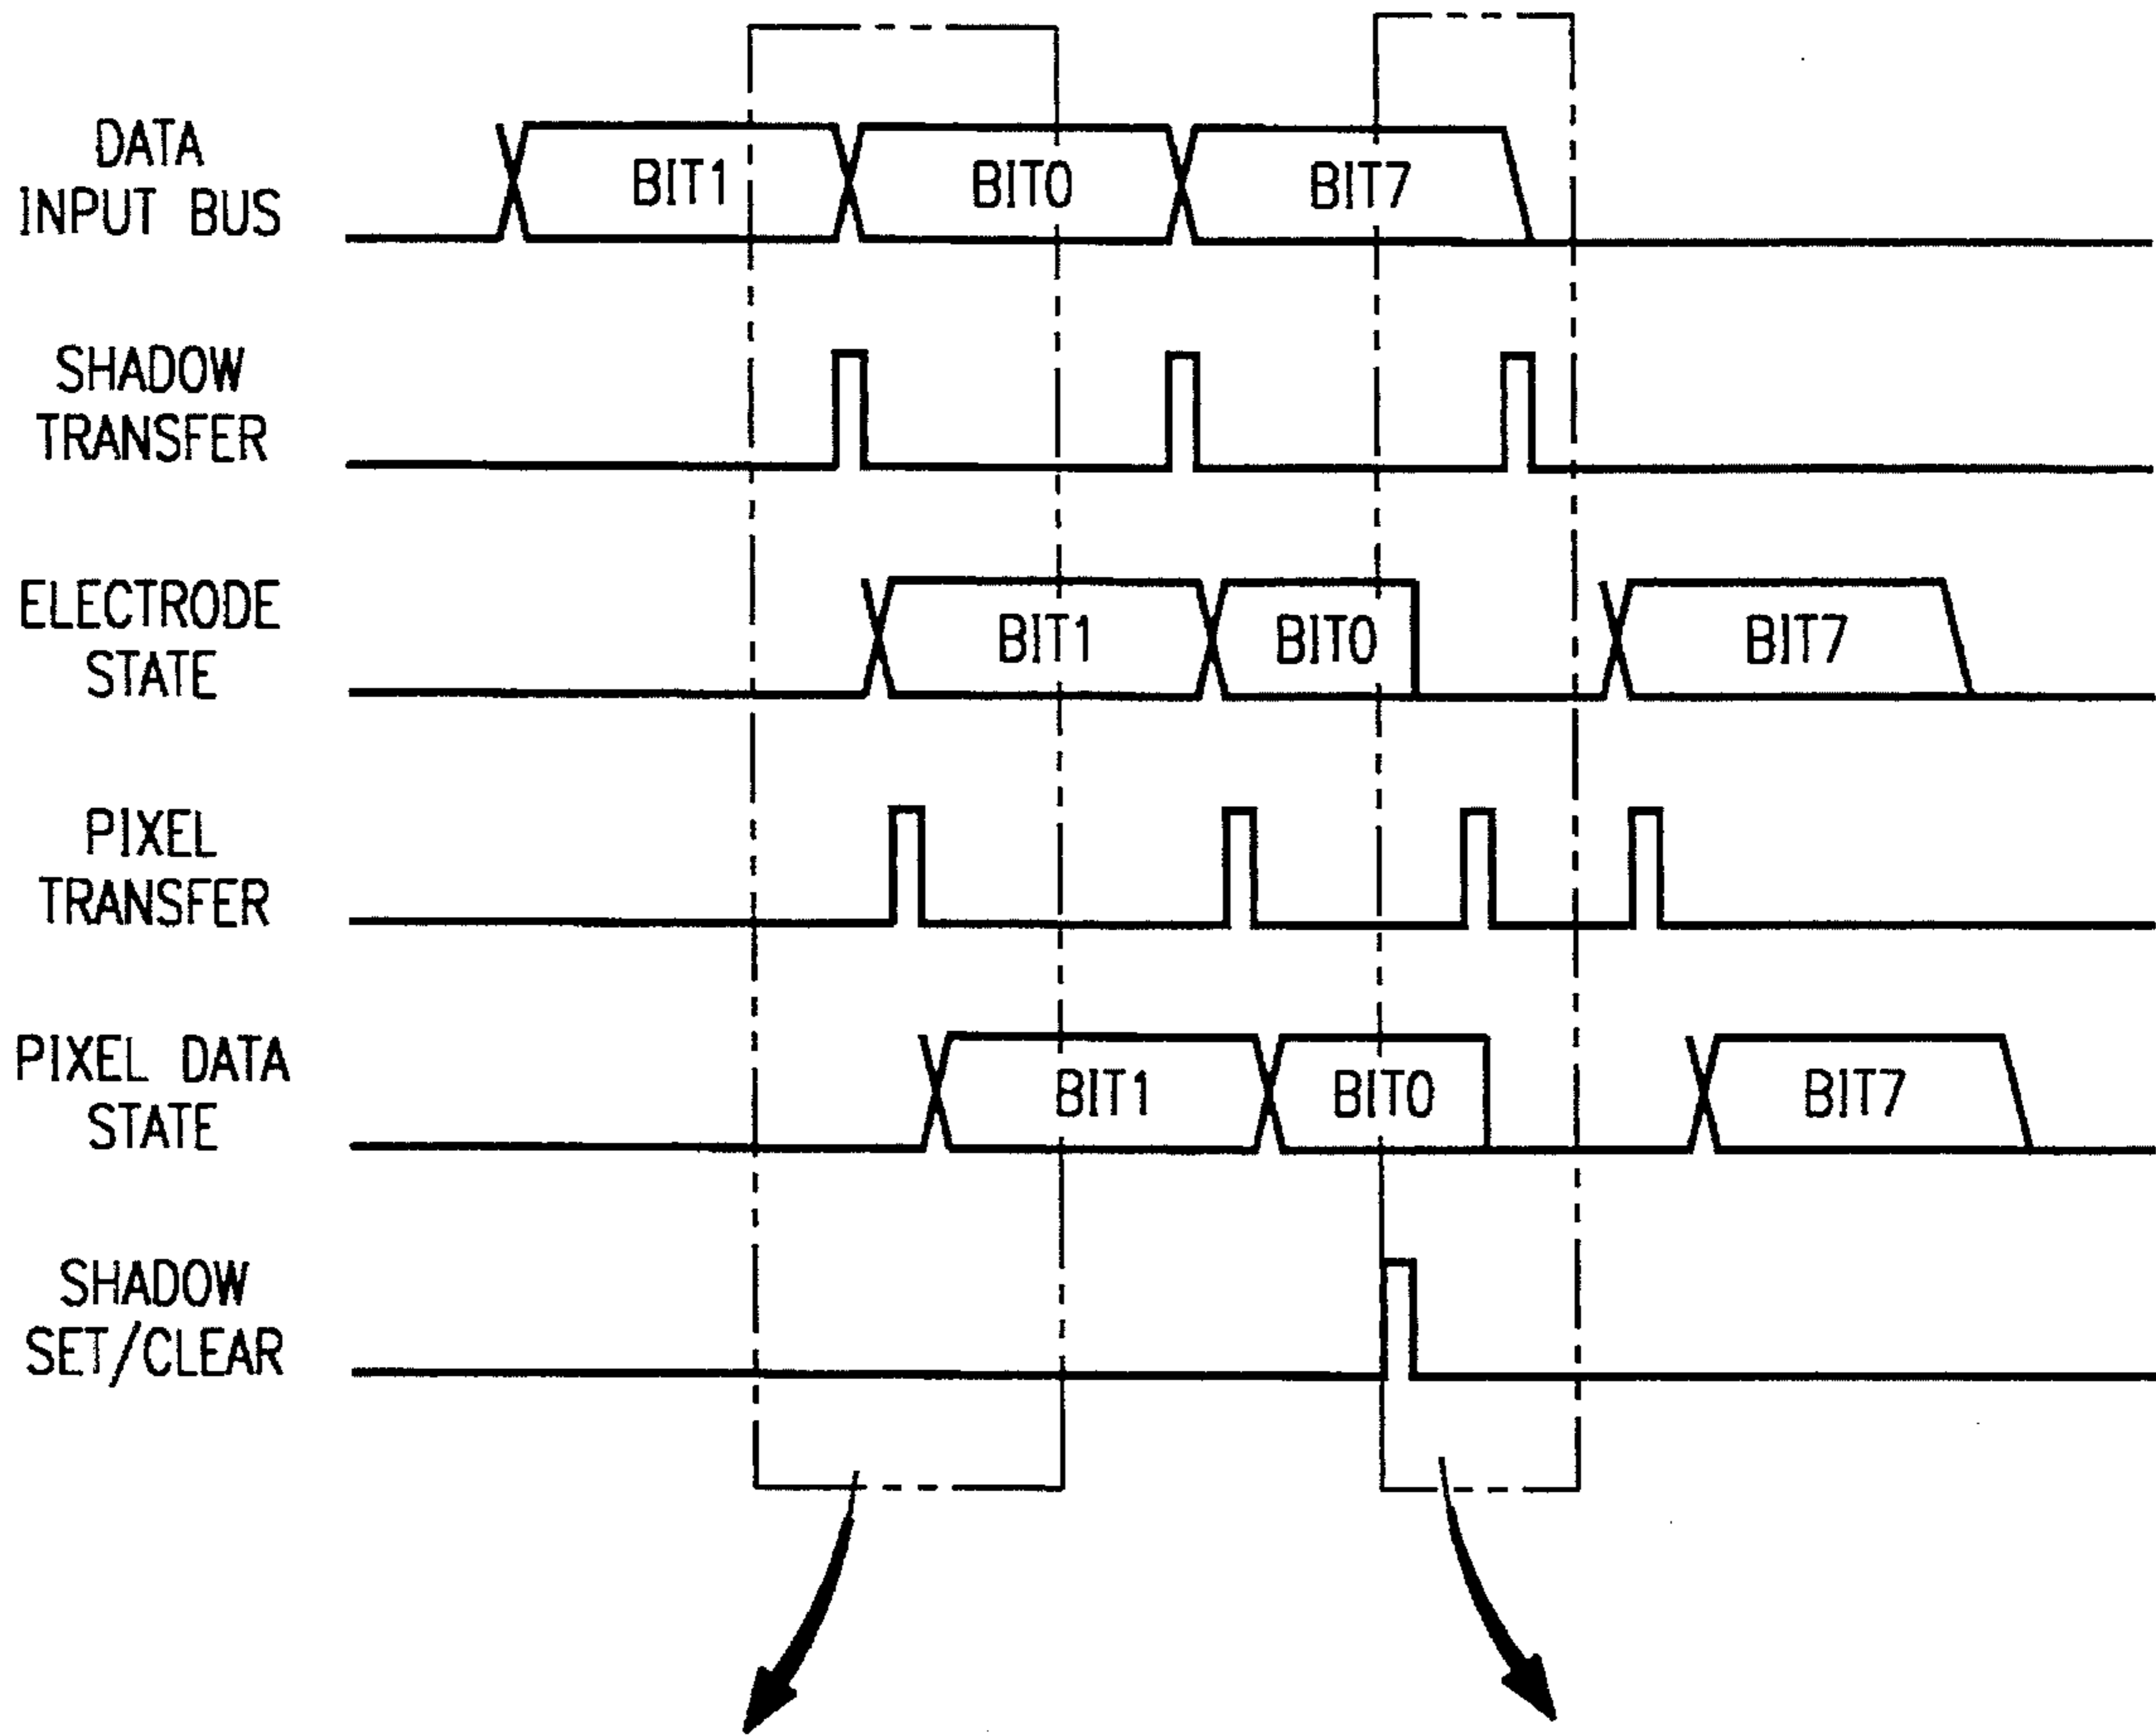 DATA
INPUT BUS
BIT1 BIT0 BIT7
SHADOW
TRANSFER
ELECTRODE
STATE
BIT1 BIT0 BIT7
PIXEL
TRANSFER
PIXEL DATA
STATE
BIT1 BIT0 BIT7
SHADOW
SET/CLEAR